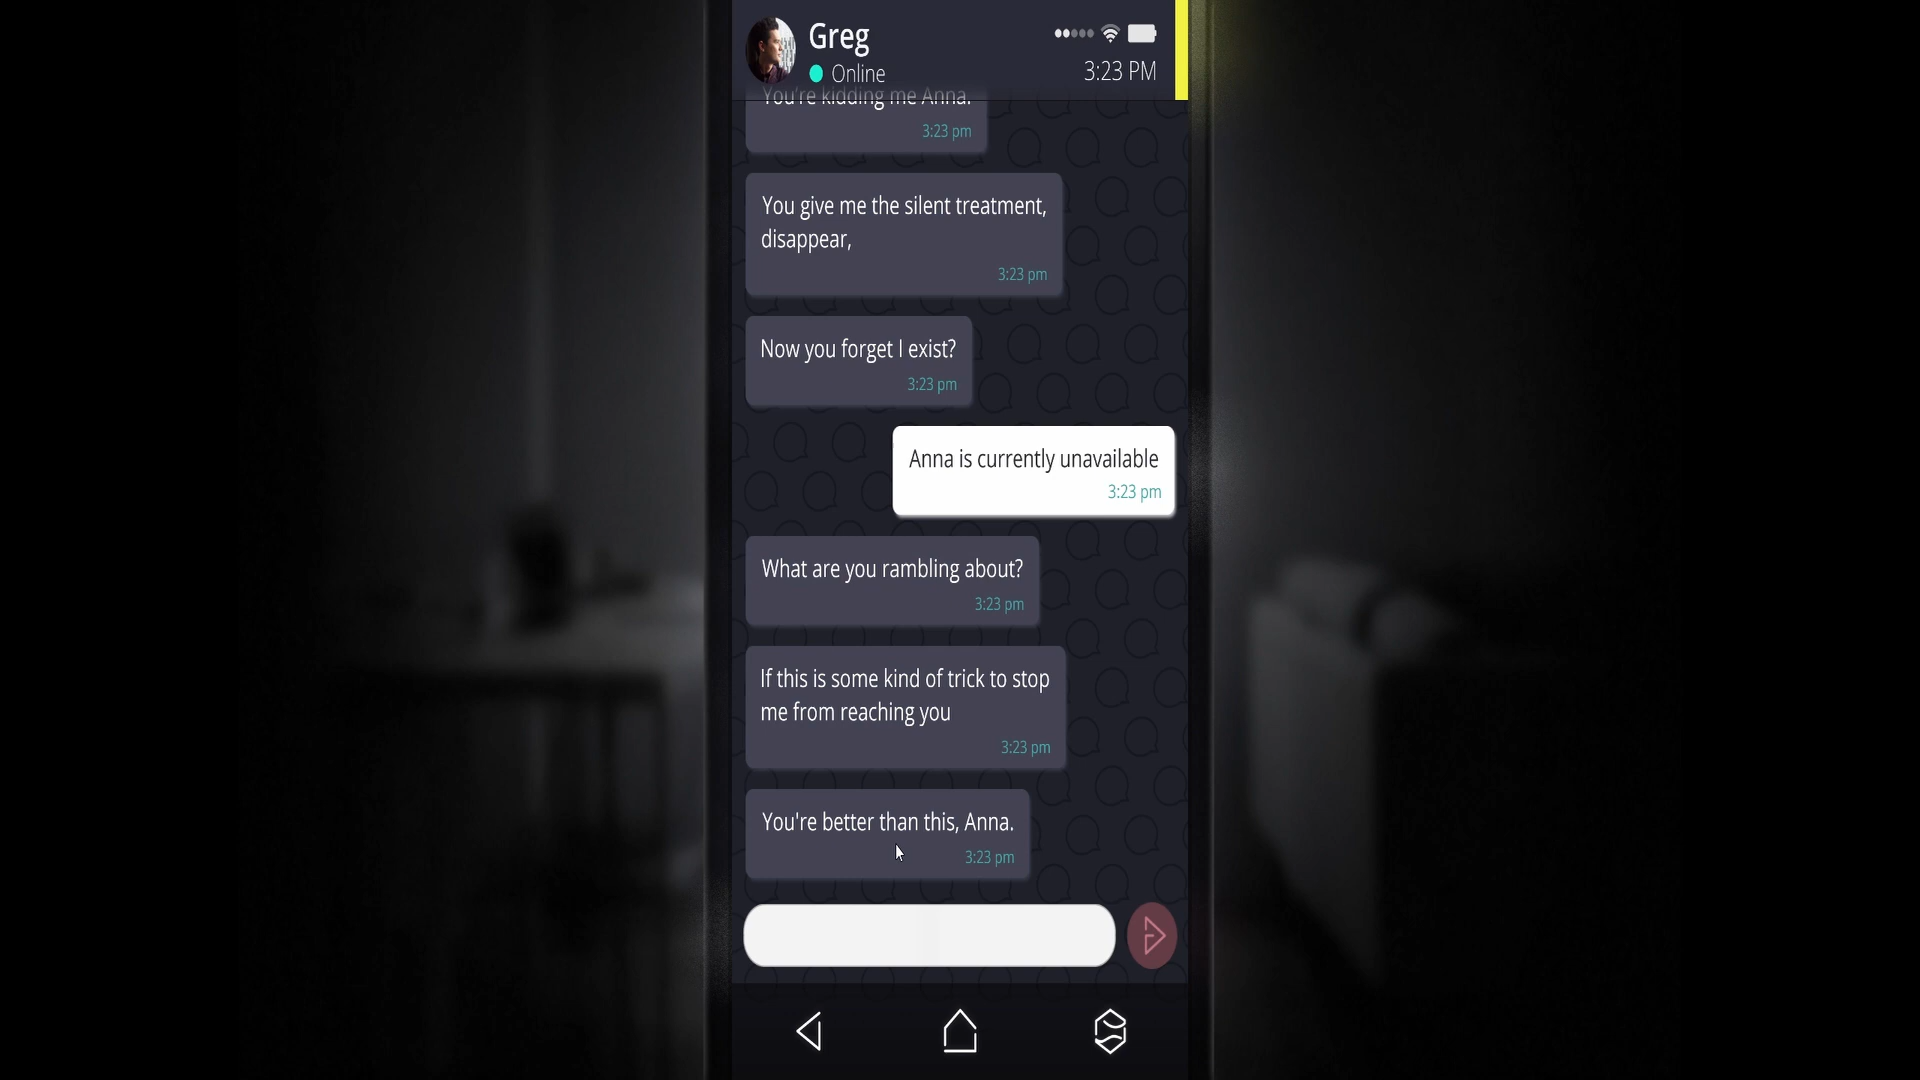 Greg
Online
3:23 PM
You're kidding me Anna.
3:23 pm
You give me the silent treatment,
disappear,
3:23 pm
Now you forget I exist?
3:23 pm
Anna is currently unavailable
3:23 pm
What are you rambling about?
3:23 pm
If this is some kind of trick to stop
me from reaching you
3:23 pm
You're better than this, Anna.
3:23 pm